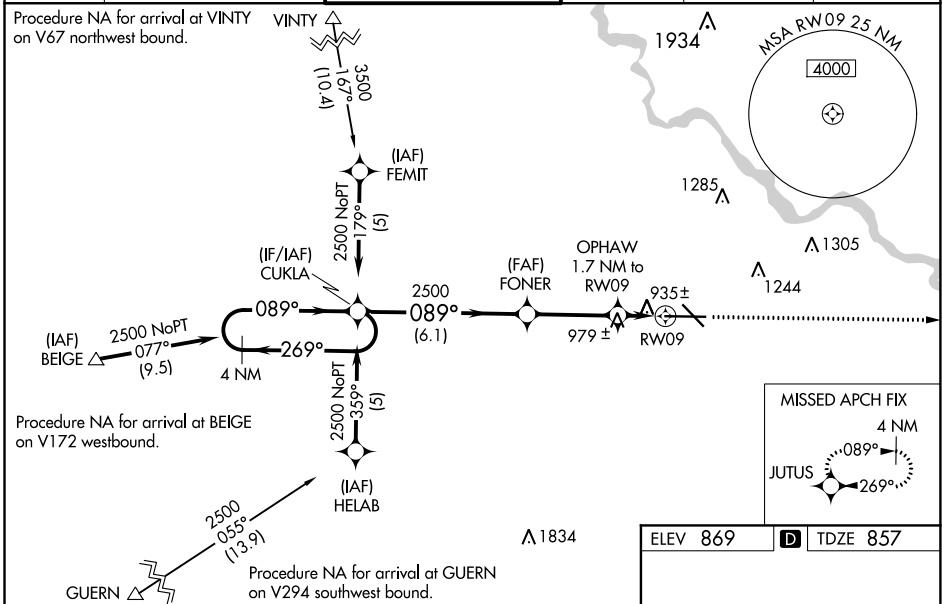 Procedure NA for arrival at VINTY
on V67 northwest bound.
VINTY
3500
167°
(10.4)
1934
MSA RW09 25 NM
4000
(IAF)
FEMIT
2500 NoPT
179°
(5)
1285
1305
1244
(IF/IAF)
CUKLA
2500
089°
(6.1)
(FAF)
FONER
OPHAW
1.7 NM to
RW09
935±
979±
RW09
089°
269°
4 NM
(IAF)
BEIGE
2500 NoPT
077°
(9.5)
Procedure NA for arrival at BEIGE
on V172 westbound.
2500 NoPT
359°
(5)
(IAF)
HELAB
MISSED APCH FIX
4 NM
089°
JUTUS
269°
2500
055°
(13.9)
GUERN
1834
Procedure NA for arrival at GUERN
on V294 southwest bound.
ELEV 869
D
TDZE 857